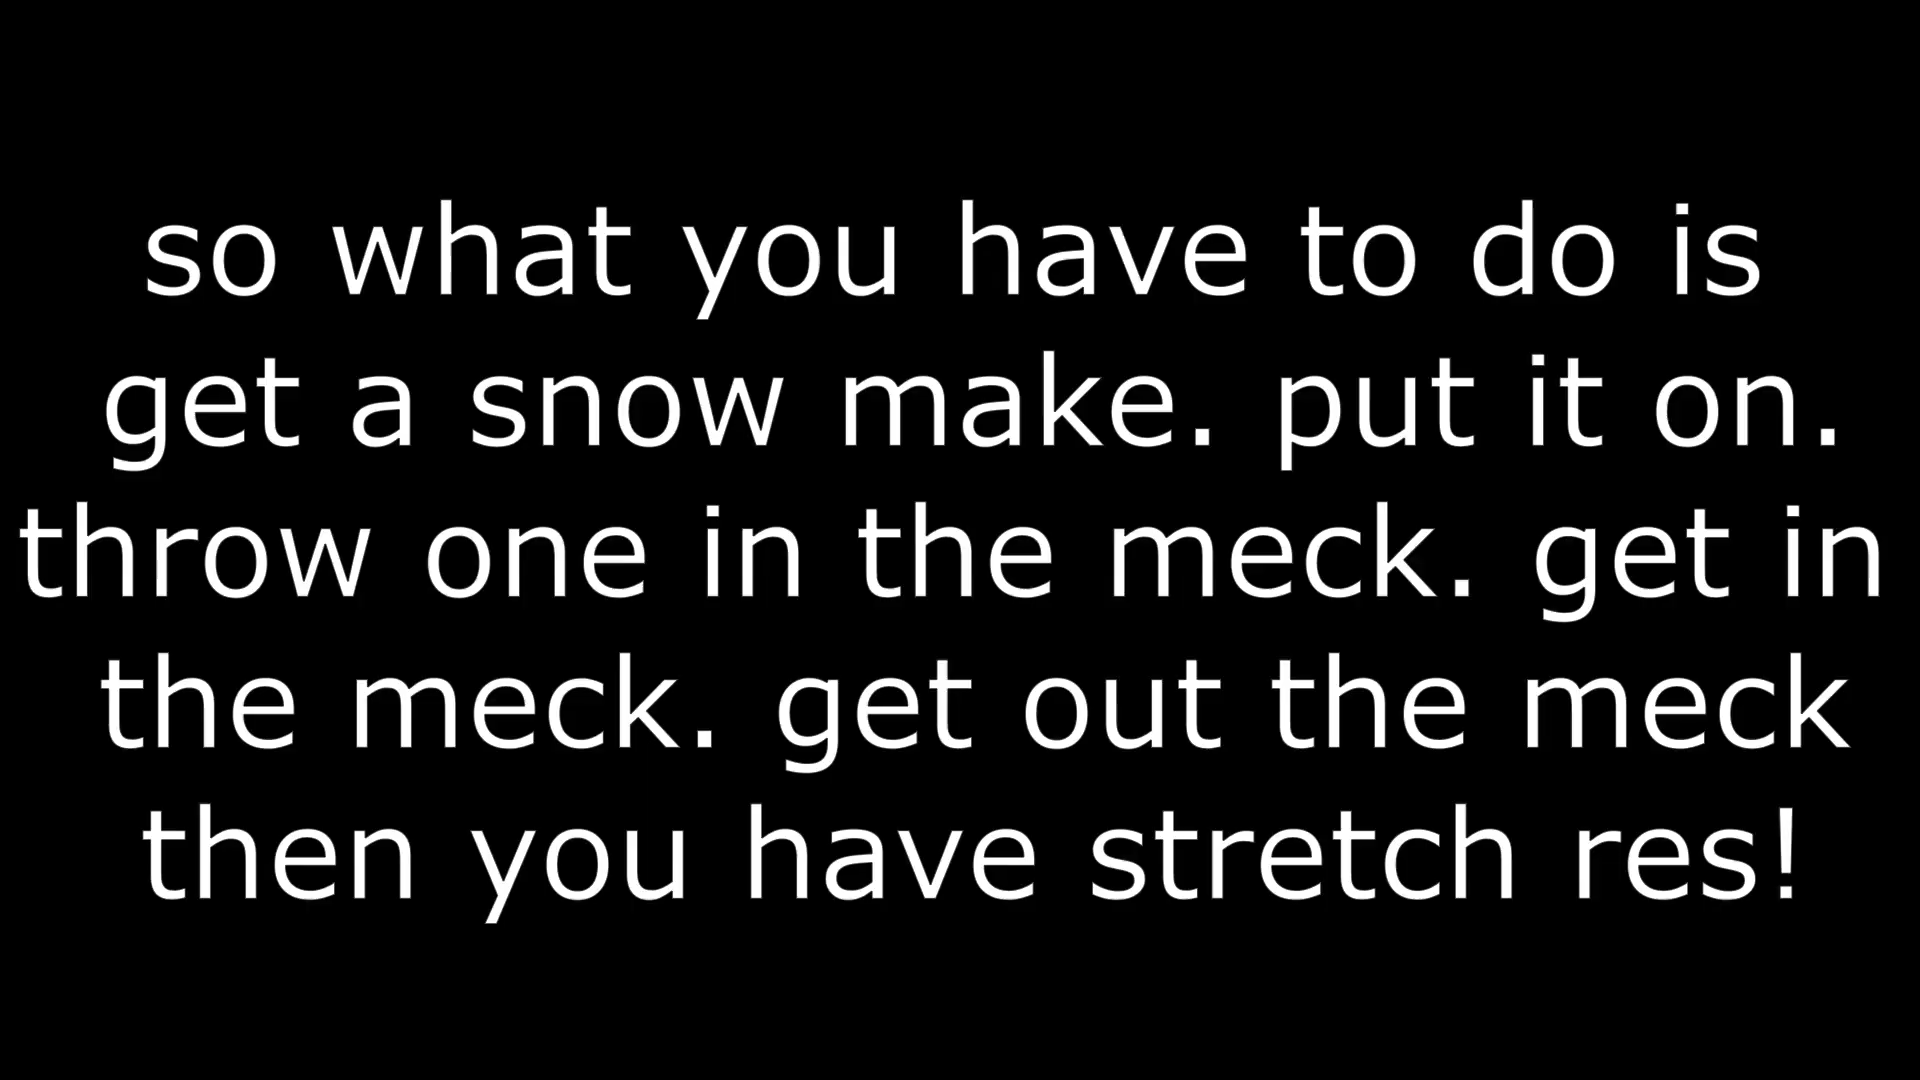 so what you have to do is
get a snow make. put it on.
throw one in the meck. get in
the meck. get out the meck
then you have stretch res!